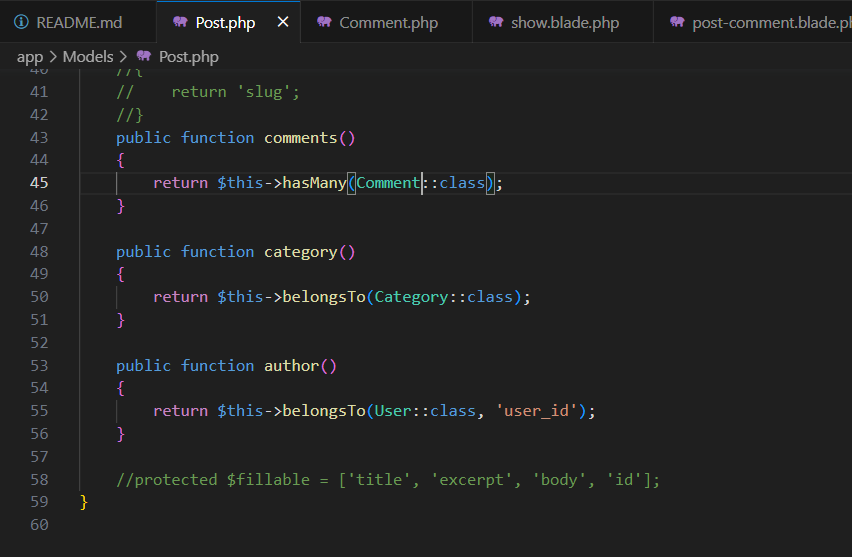 README.md
Post.php
Comment.php
show.blade.php
post-comment.blade.ph
app > Models > Post.php
40 //{
41 // return 'slug';
42 //}
43 public function comments()
44 {
45 return $this->hasMany(Comment::class);
46 }
47
48 public function category()
49 {
50 return $this->belongsTo(Category::class);
51 }
52
53 public function author()
54 {
55 return $this->belongsTo(User::class, 'user_id');
56 }
57
58 //protected $fillable = ['title', 'excerpt', 'body', 'id'];
59 }
60